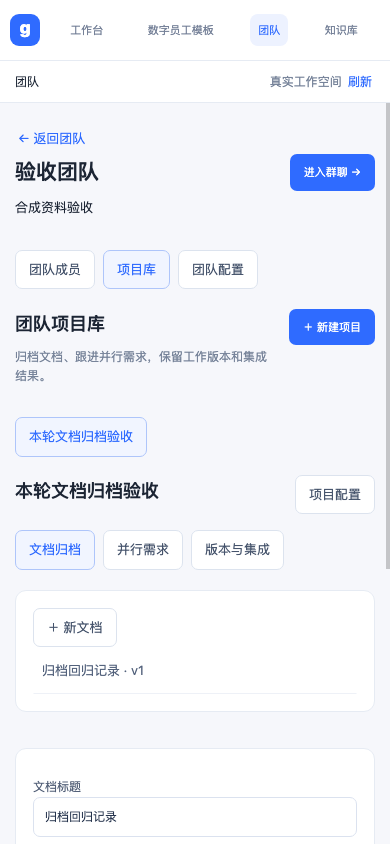 g 工作台 数字员工模板 团队 知识库
团队 真实工作空间 刷新
← 返回团队
验收团队
进入群聊 →
合成资料验收
团队成员 项目库 团队配置
团队项目库
＋ 新建项目
归档文档、跟进并行需求，保留工作版本和集成
结果。
本轮文档归档验收
本轮文档归档验收
项目配置
文档归档 并行需求 版本与集成
＋ 新文档
归档回归记录 · v1
文档标题
归档回归记录